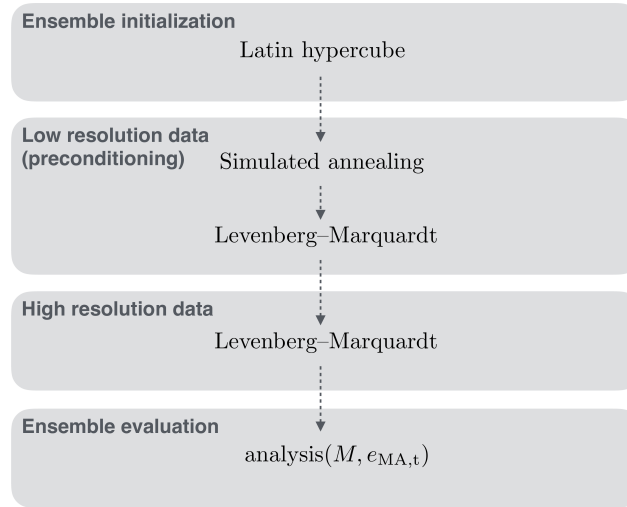 Ensemble initialization
Latin hypercube
Low resolution data
(preconditioning)
Simulated annealing
Levenberg–Marquardt
High resolution data
Levenberg–Marquardt
Ensemble evaluation
analysis(M, e_MA,t)